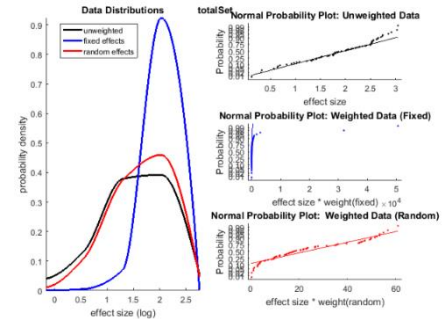 Data Distributions
totalSet
unweighted
fixed effects
random effects
probability density
0.9
0.8
0.7
0.6
0.5
0.4
0.3
0.2
0.1
0
0
0.5
1
1.5
2
2.5
effect size (log)
Normal Probability Plot: Unweighted Data
Probability
0.5
1
1.5
2
2.5
3
effect size
Normal Probability Plot: Weighted Data (Fixed)
Probability
0
1
2
3
4
5
effect size * weight(fixed) × 10^4
Normal Probability Plot: Weighted Data (Random)
Probability
0
20
40
60
effect size * weight(random)